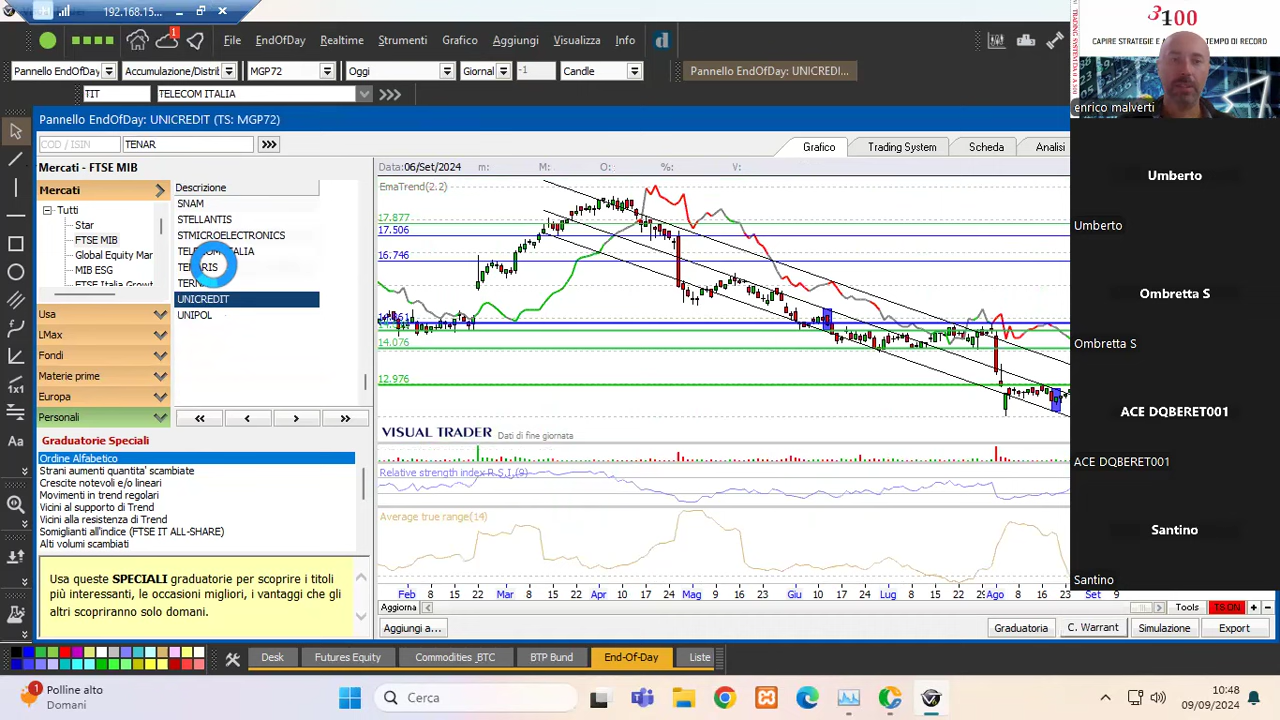 192.168.15...
3100
CAPIRE STRATEGIE E
TEMPO DI RECORD
1
File EndOfDay Realtime Strumenti Grafico Aggiungi Visualizza Info d
Pannello EndOfDay Accumulazione/Distri MGP72 Oggi Giornal -1 Candle Pannello EndOfDay: UNICREDI...
TIT TELECOM ITALIA
enrico malverti
Pannello EndOfDay: UNICREDIT (TS: MGP72)
COD / ISIN TENAR Grafico Trading System Scheda Analisi
Mercati - FTSE MIB Data:06/Set/2024 m: M: O: %: V:
Mercati Descrizione
Tutti
Star
FTSE MIB
Global Equity Mar
MIB ESG
SNAM
STELLANTIS
STMICROELECTRONICS
UNICREDIT
UNIPOL
Usa
LMax
Fondi
Materie prime
Europa
Personali
EmaTrend(2.2)
17.877
17.506
16.746
14.076
12.976
VISUAL TRADER Dati di fine giornata
Relative strength index R.S.I.(9)
Average true range(14)
Feb 8 15 22 Mar 8 15 22 Apr 10 17 24 Mag 9 16 23 Giu 10 17 24 Lug 8 15 22 Ago 8 16 23 Set 9
Graduatorie Speciali
Ordine Alfabetico
Strani aumenti quantita' scambiate
Crescite notevoli e/o lineari
Movimenti in trend regolari
Vicini al supporto di Trend
Vicini alla resistenza di Trend
Somiglianti all'indice (FTSE IT ALL-SHARE)
Alti volumi scambiati
Usa queste SPECIALI graduatorie per scoprire i titoli
più interessanti, le occasioni migliori, i vantaggi che gli
altri scopriranno solo domani.
Aggiorna Tools TS ON
Aggiungi a... Graduatoria C. Warrant Simulazione Export
Umberto
Umberto
Ombretta S
Ombretta S
ACE DQBERET001
ACE DQBERET001
Santino
Santino
Desk Futures Equity Commodities _BTC BTP Bund End-Of-Day Liste
1
Polline alto
Domani
Cerca
10:48
09/09/2024